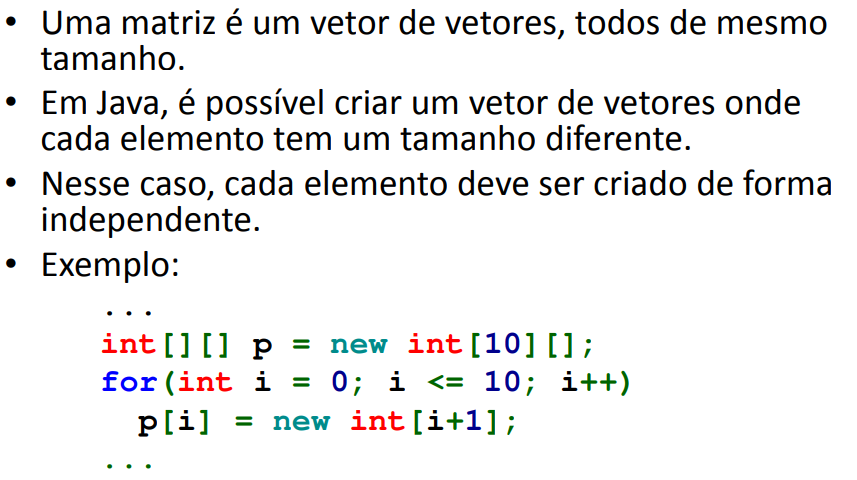 • Uma matriz é um vetor de vetores, todos de mesmo
tamanho.
• Em Java, é possível criar um vetor de vetores onde
cada elemento tem um tamanho diferente.
• Nesse caso, cada elemento deve ser criado de forma
independente.
• Exemplo:
...
int[][] p = new int[10][];
for(int i = 0; i <= 10; i++)
p[i] = new int[i+1];
...